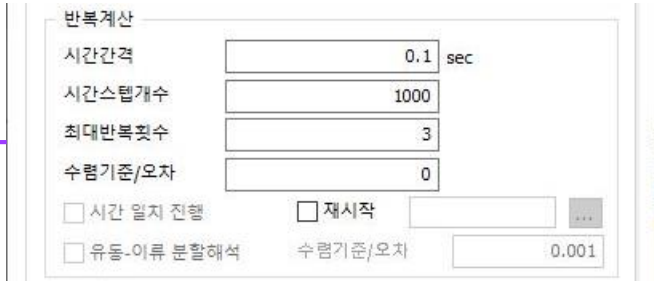 반복계산
시간간격 0.1 sec
시간스텝개수 1000
최대반복횟수 3
수렴기준/오차 0
시간 일치 진행 재시작 ...
유동-이류 분할해석 수렴기준/오차 0.001